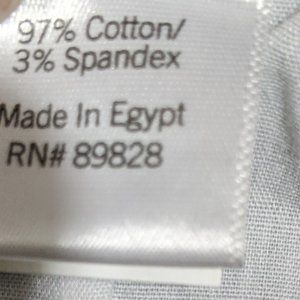 97% Cotton/
3% Spandex
Made In Egypt
RN# 89828